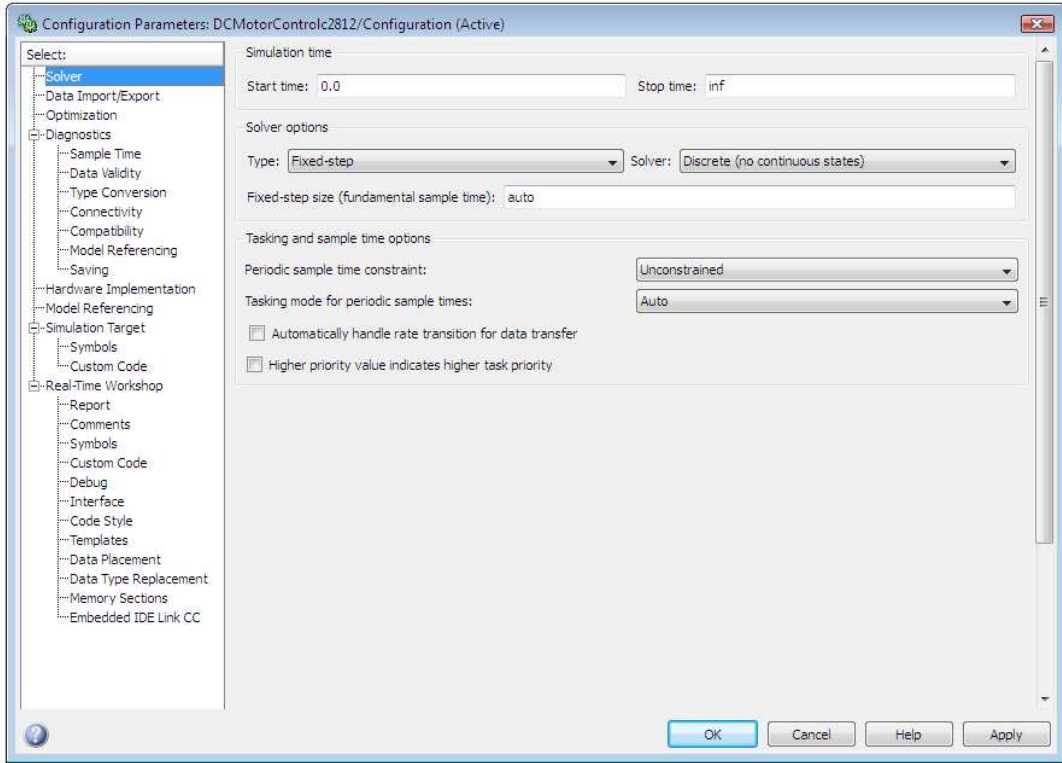 Configuration Parameters: DCMotorControlc2812/Configuration (Active)
Select:
Solver
Data Import/Export
Optimization
Diagnostics
Sample Time
Data Validity
Type Conversion
Connectivity
Compatibility
Model Referencing
Saving
Hardware Implementation
Model Referencing
Simulation Target
Symbols
Custom Code
Real-Time Workshop
Report
Comments
Symbols
Custom Code
Debug
Interface
Code Style
Templates
Data Placement
Data Type Replacement
Memory Sections
Embedded IDE Link CC
Simulation time
Start time: 0.0 Stop time: inf
Solver options
Type: Fixed-step Solver: Discrete (no continuous states)
Fixed-step size (fundamental sample time): auto
Tasking and sample time options
Periodic sample time constraint: Unconstrained
Tasking mode for periodic sample times: Auto
Automatically handle rate transition for data transfer
Higher priority value indicates higher task priority
OK Cancel Help Apply